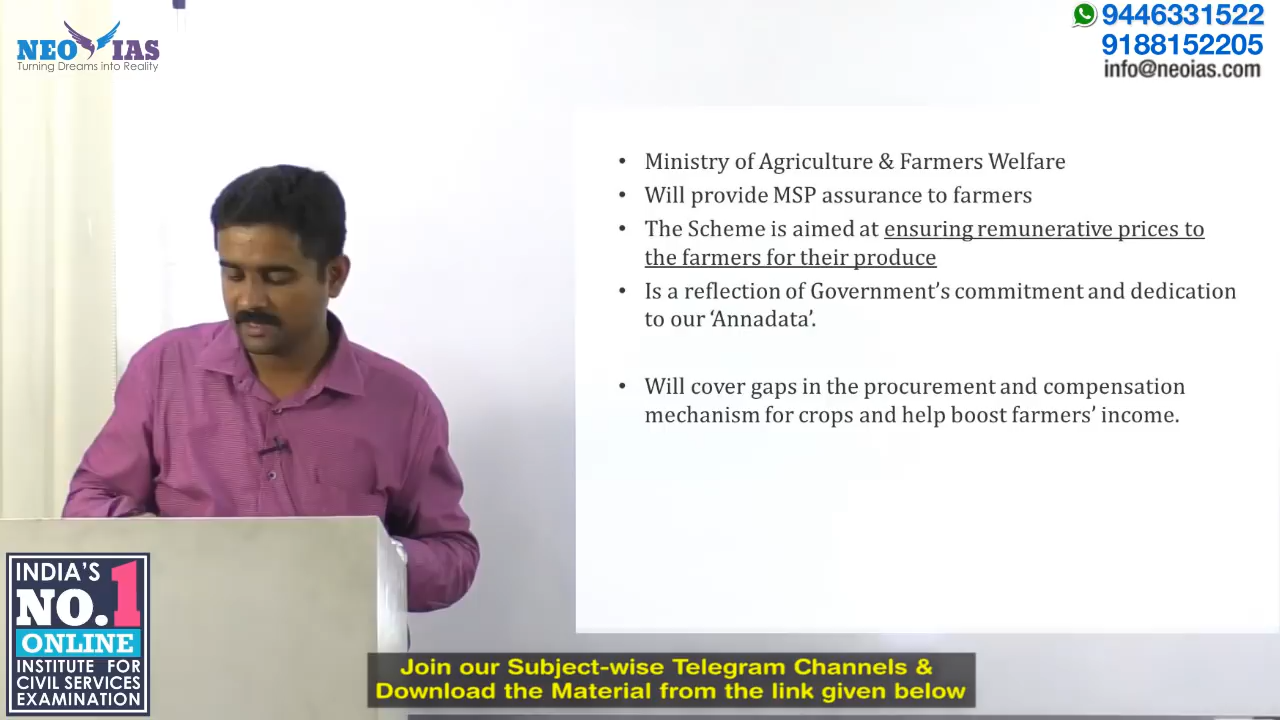 NEO IAS
Turning Dreams into Reality
9446331522
9188152205
info@neoias.com
• Ministry of Agriculture & Farmers Welfare
• Will provide MSP assurance to farmers
• The Scheme is aimed at ensuring remunerative prices to
the farmers for their produce
• Is a reflection of Government’s commitment and dedication
to our ‘Annadata’.
• Will cover gaps in the procurement and compensation
mechanism for crops and help boost farmers’ income.
INDIA'S
NO.1
ONLINE
INSTITUTE FOR
CIVIL SERVICES
EXAMINATION
Join our Subject-wise Telegram Channels &
Download the Material from the link given below